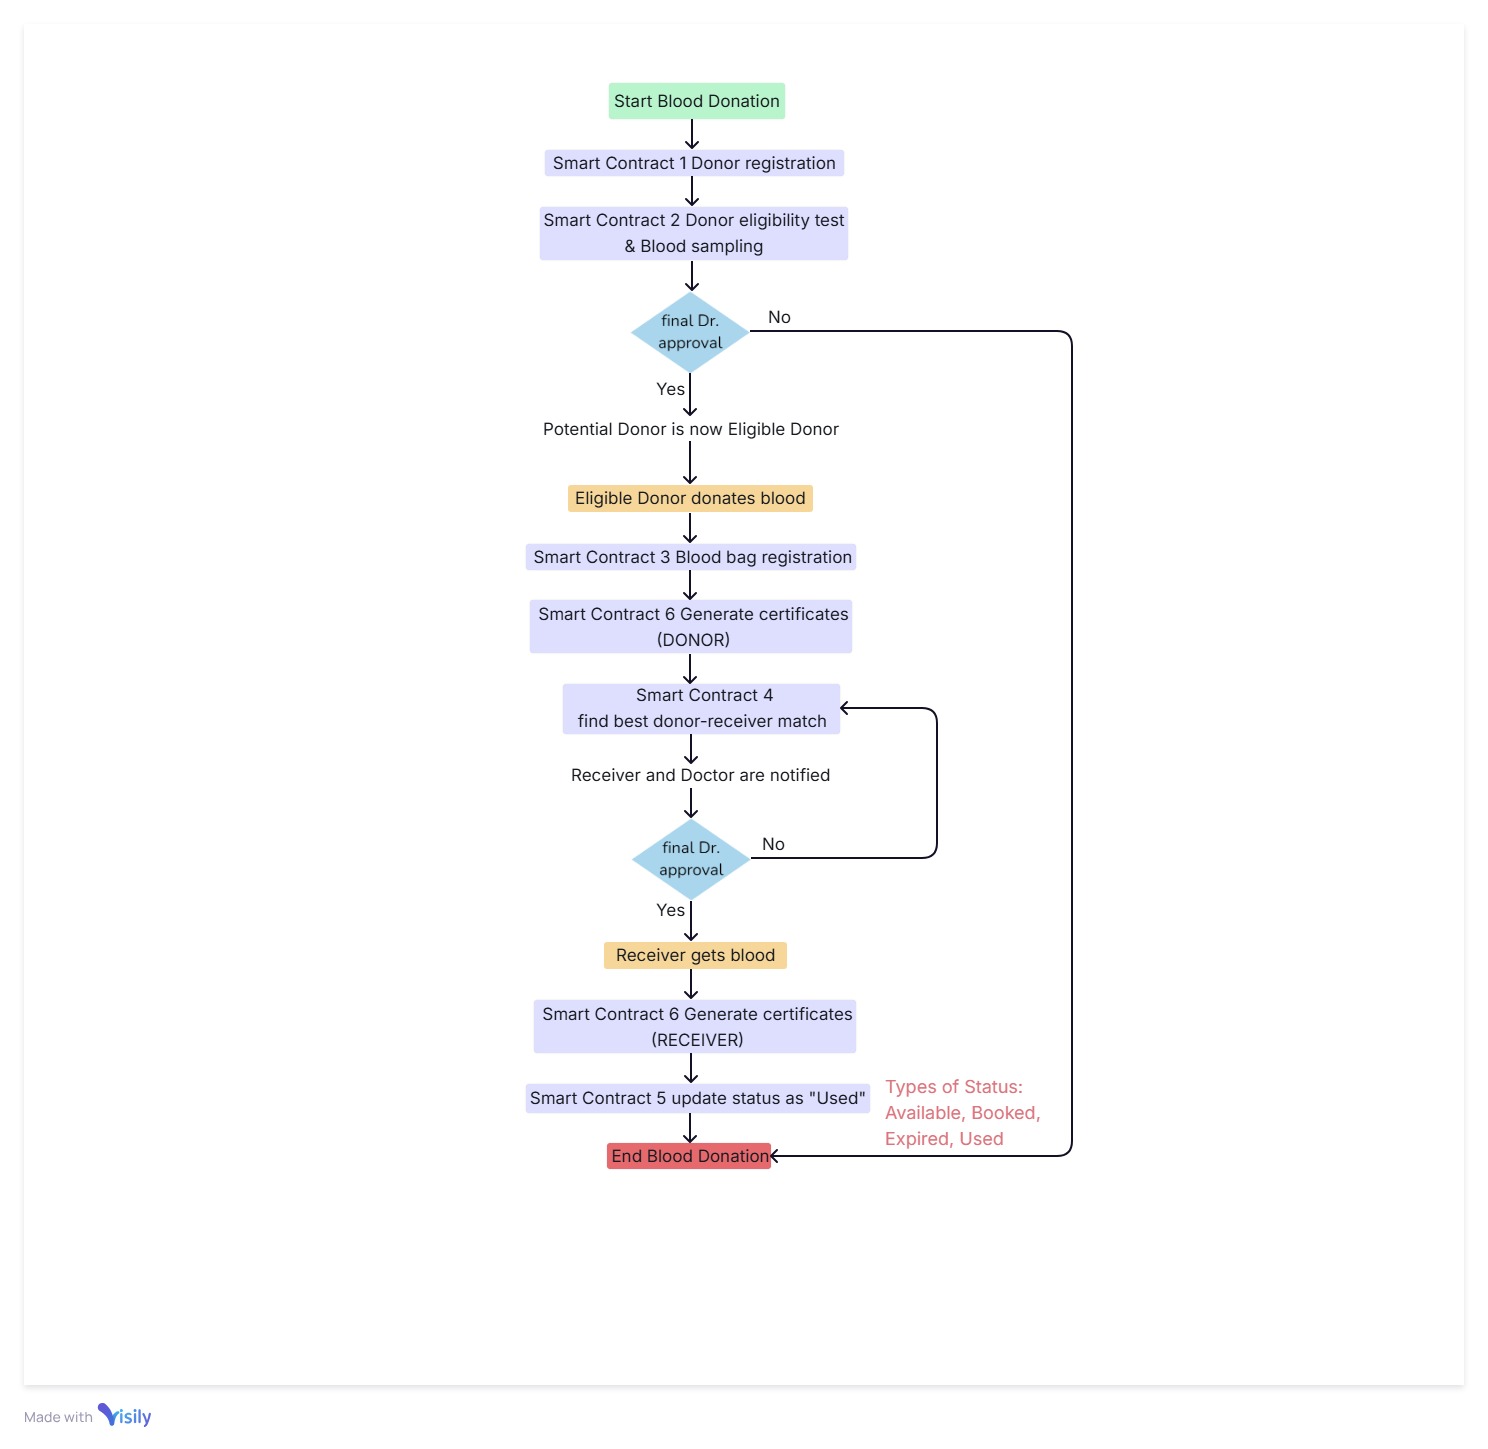 Start Blood Donation
Smart Contract 1 Donor registration
Smart Contract 2 Donor eligibility test
& Blood sampling
final Dr.
approval
No
Yes
Potential Donor is now Eligible Donor
Eligible Donor donates blood
Smart Contract 3 Blood bag registration
Smart Contract 6 Generate certificates
(DONOR)
Smart Contract 4
find best donor-receiver match
Receiver and Doctor are notified
final Dr.
approval
No
Yes
Receiver gets blood
Smart Contract 6 Generate certificates
(RECEIVER)
Smart Contract 5 update status as "Used"
Types of Status:
Available, Booked,
Expired, Used
End Blood Donation
Made with Visily